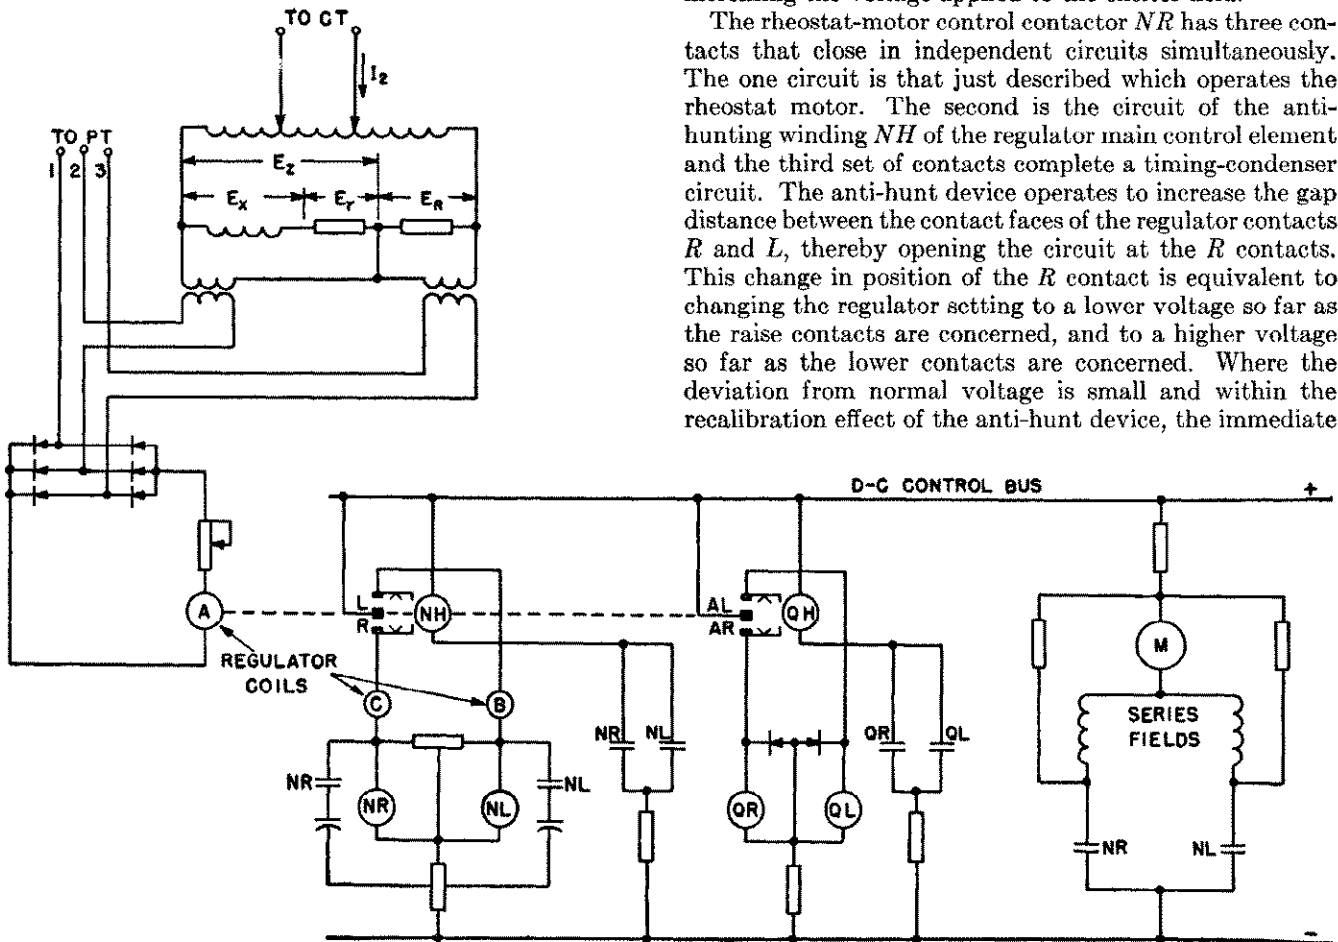 TO CT
I2
TO PT
1 2 3
EZ
EX Er ER
The rheostat-motor control contactor NR has three con-
tacts that close in independent circuits simultaneously.
The one circuit is that just described which operates the
rheostat motor. The second is the circuit of the anti-
hunting winding NH of the regulator main control element
and the third set of contacts complete a timing-condenser
circuit. The anti-hunt device operates to increase the gap
distance between the contact faces of the regulator contacts
R and L, thereby opening the circuit at the R contacts.
This change in position of the R contact is equivalent to
changing the regulator setting to a lower voltage so far as
the raise contacts are concerned, and to a higher voltage
so far as the lower contacts are concerned. Where the
deviation from normal voltage is small and within the
recalibration effect of the anti-hunt device, the immediate
D-C CONTROL BUS +
A
L
R
NH
AL
AR
QH
M
REGULATOR
COILS
C
B
SERIES
FIELDS
NR NL
QR QL
NR
NR
NL
NL
QR
QL
NR NL
-